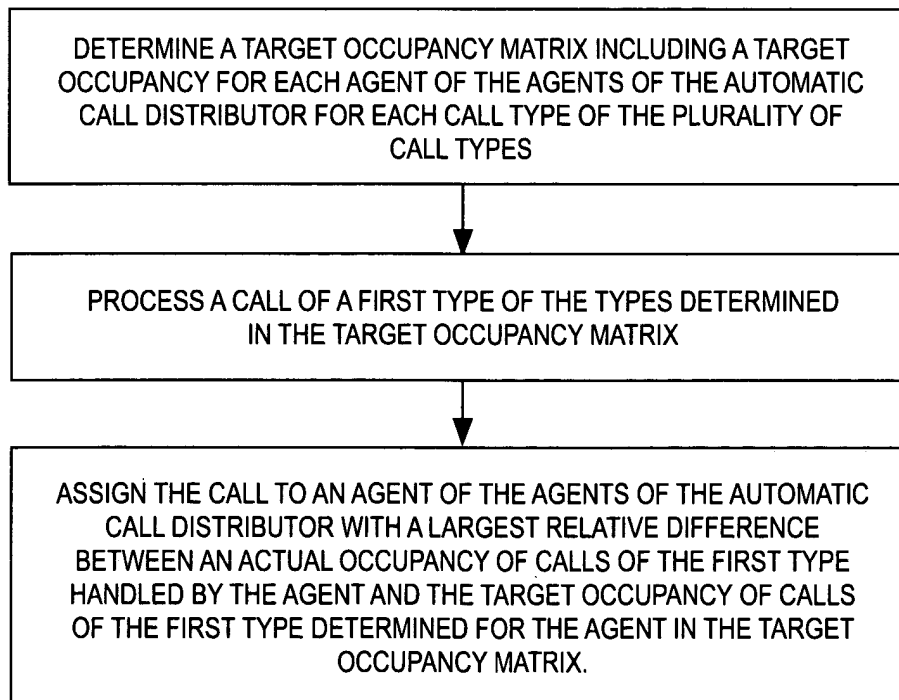 DETERMINE A TARGET OCCUPANCY MATRIX INCLUDING A TARGET
OCCUPANCY FOR EACH AGENT OF THE AGENTS OF THE AUTOMATIC
CALL DISTRIBUTOR FOR EACH CALL TYPE OF THE PLURALITY OF
CALL TYPES
PROCESS A CALL OF A FIRST TYPE OF THE TYPES DETERMINED
IN THE TARGET OCCUPANCY MATRIX
ASSIGN THE CALL TO AN AGENT OF THE AGENTS OF THE AUTOMATIC
CALL DISTRIBUTOR WITH A LARGEST RELATIVE DIFFERENCE
BETWEEN AN ACTUAL OCCUPANCY OF CALLS OF THE FIRST TYPE
HANDLED BY THE AGENT AND THE TARGET OCCUPANCY OF CALLS
OF THE FIRST TYPE DETERMINED FOR THE AGENT IN THE TARGET
OCCUPANCY MATRIX.